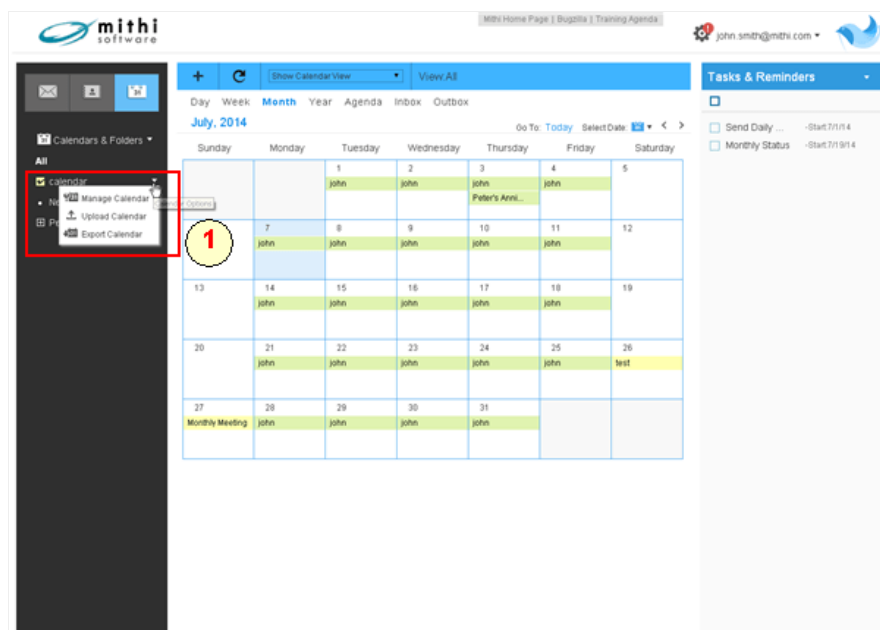 mithi
software
Mithi Home Page | Bugzilla | Training Agenda
john.smith@mithi.com
Show Calendar View
View:All
Tasks & Reminders
Day Week Month Year Agenda Inbox Outbox
July, 2014
Go To: Today Select Date:
Send Daily ... -Start:7/1/14
Monthly Status -Start:7/19/14
Calendars & Folders
All
calendar
Manage Calendar
Calendar Options
Upload Calendar
Export Calendar
1
Sunday Monday Tuesday Wednesday Thursday Friday Saturday
1 2 3 4 5
john john john john
Peter's Anni...
7 8 9 10 11 12
john john john john john
13 14 15 16 17 18 19
john john john john john
20 21 22 23 24 25 26
john john john john john test
27 28 29 30 31
Monthly Meeting john john john john